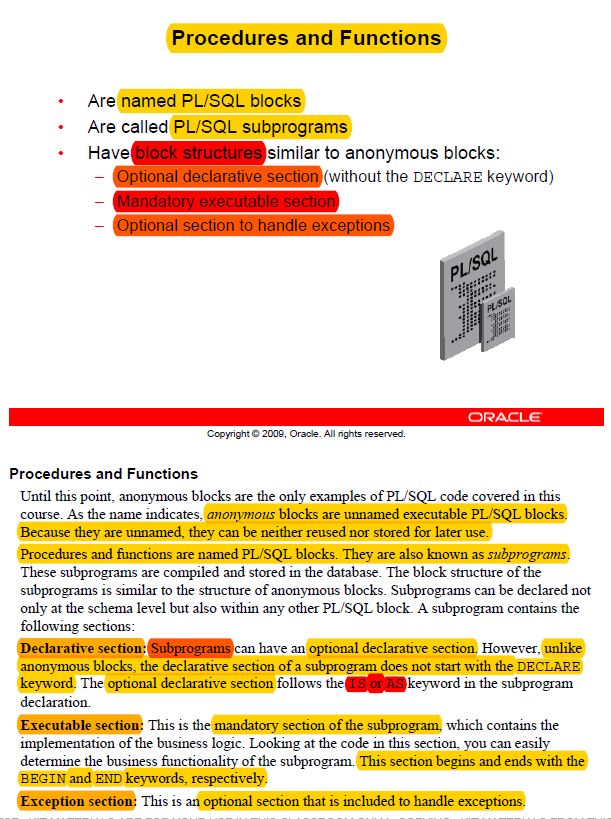 Procedures and Functions
• Are named PL/SQL blocks
• Are called PL/SQL subprograms
• Have block structures similar to anonymous blocks:
– Optional declarative section (without the DECLARE keyword)
– Mandatory executable section
– Optional section to handle exceptions
PL/SQL
PL/SQL
ORACLE
Copyright © 2009, Oracle. All rights reserved.
Procedures and Functions
Until this point, anonymous blocks are the only examples of PL/SQL code covered in this
course. As the name indicates, anonymous blocks are unnamed executable PL/SQL blocks.
Because they are unnamed, they can be neither reused nor stored for later use.
Procedures and functions are named PL/SQL blocks. They are also known as subprograms.
These subprograms are compiled and stored in the database. The block structure of the
subprograms is similar to the structure of anonymous blocks. Subprograms can be declared not
only at the schema level but also within any other PL/SQL block. A subprogram contains the
following sections:
Declarative section: Subprograms can have an optional declarative section. However, unlike
anonymous blocks, the declarative section of a subprogram does not start with the DECLARE
keyword. The optional declarative section follows the IS or AS keyword in the subprogram
declaration.
Executable section: This is the mandatory section of the subprogram, which contains the
implementation of the business logic. Looking at the code in this section, you can easily
determine the business functionality of the subprogram. This section begins and ends with the
BEGIN and END keywords, respectively.
Exception section: This is an optional section that is included to handle exceptions.